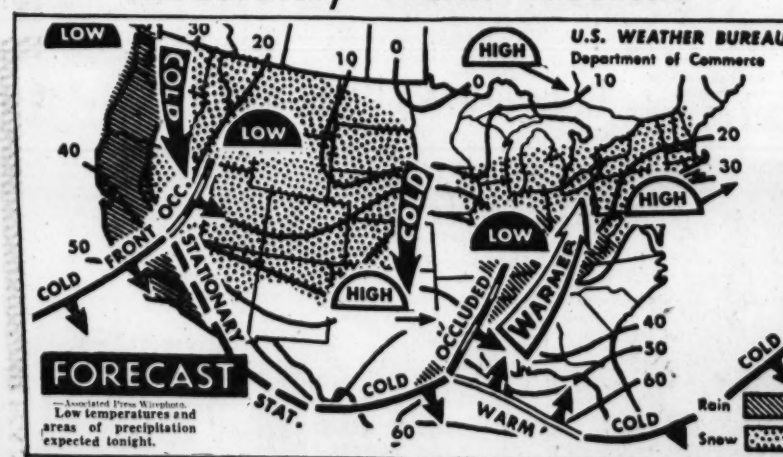 LOW
30
20
10
0
HIGH
U.S. WEATHER BUREAU
Department of Commerce
0
10
COLD
LOW
20
40
30
HIGH
OCC.
COLD
LOW
50
FRONT
COLD
STATIONARY
HIGH
OCCLUDED
WARMER
40
50
60
FORECAST
—Associated Press Wirephoto.
Low temperatures and
areas of precipitation
expected tonight.
STAT.
COLD
60
WARM
COLD
COLD
Rain
Snow